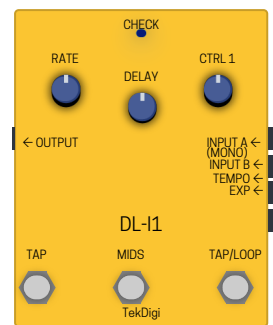 CHECK
RATE
CTRL 1
DELAY
← OUTPUT
INPUT A ←
(MONO)
INPUT B ←
TEMPO ←
EXP ←
DL-I1
TAP
MIDS
TAP/LOOP
TekDigi